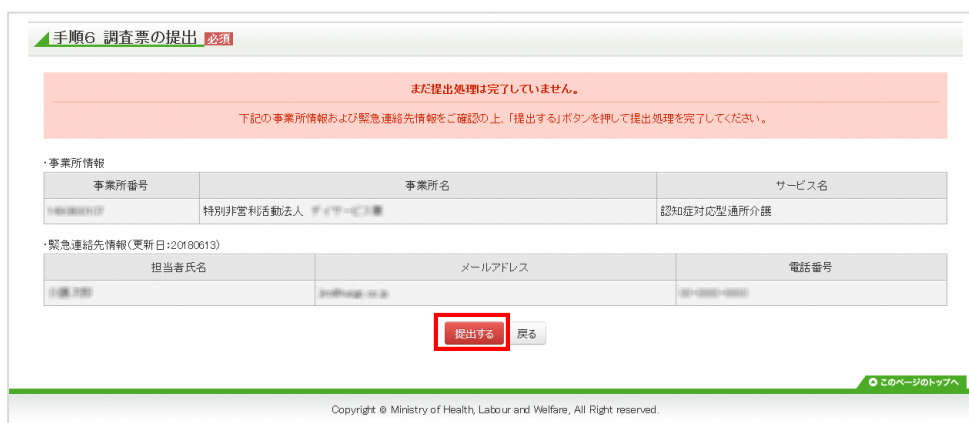 手順6 調査票の提出 必須
まだ提出処理は完了していません。
下記の事業所情報および緊急連絡先情報をご確認の上、「提出する」ボタンを押して提出処理を完了してください。
・事業所情報
事業所番号 事業所名 サービス名
特別非営利活動法人 認知症対応型通所介護
・緊急連絡先情報(更新日:20180613)
担当者氏名 メールアドレス 電話番号
提出する 戻る
このページのトップへ
Copyright © Ministry of Health, Labour and Welfare, All Right reserved.